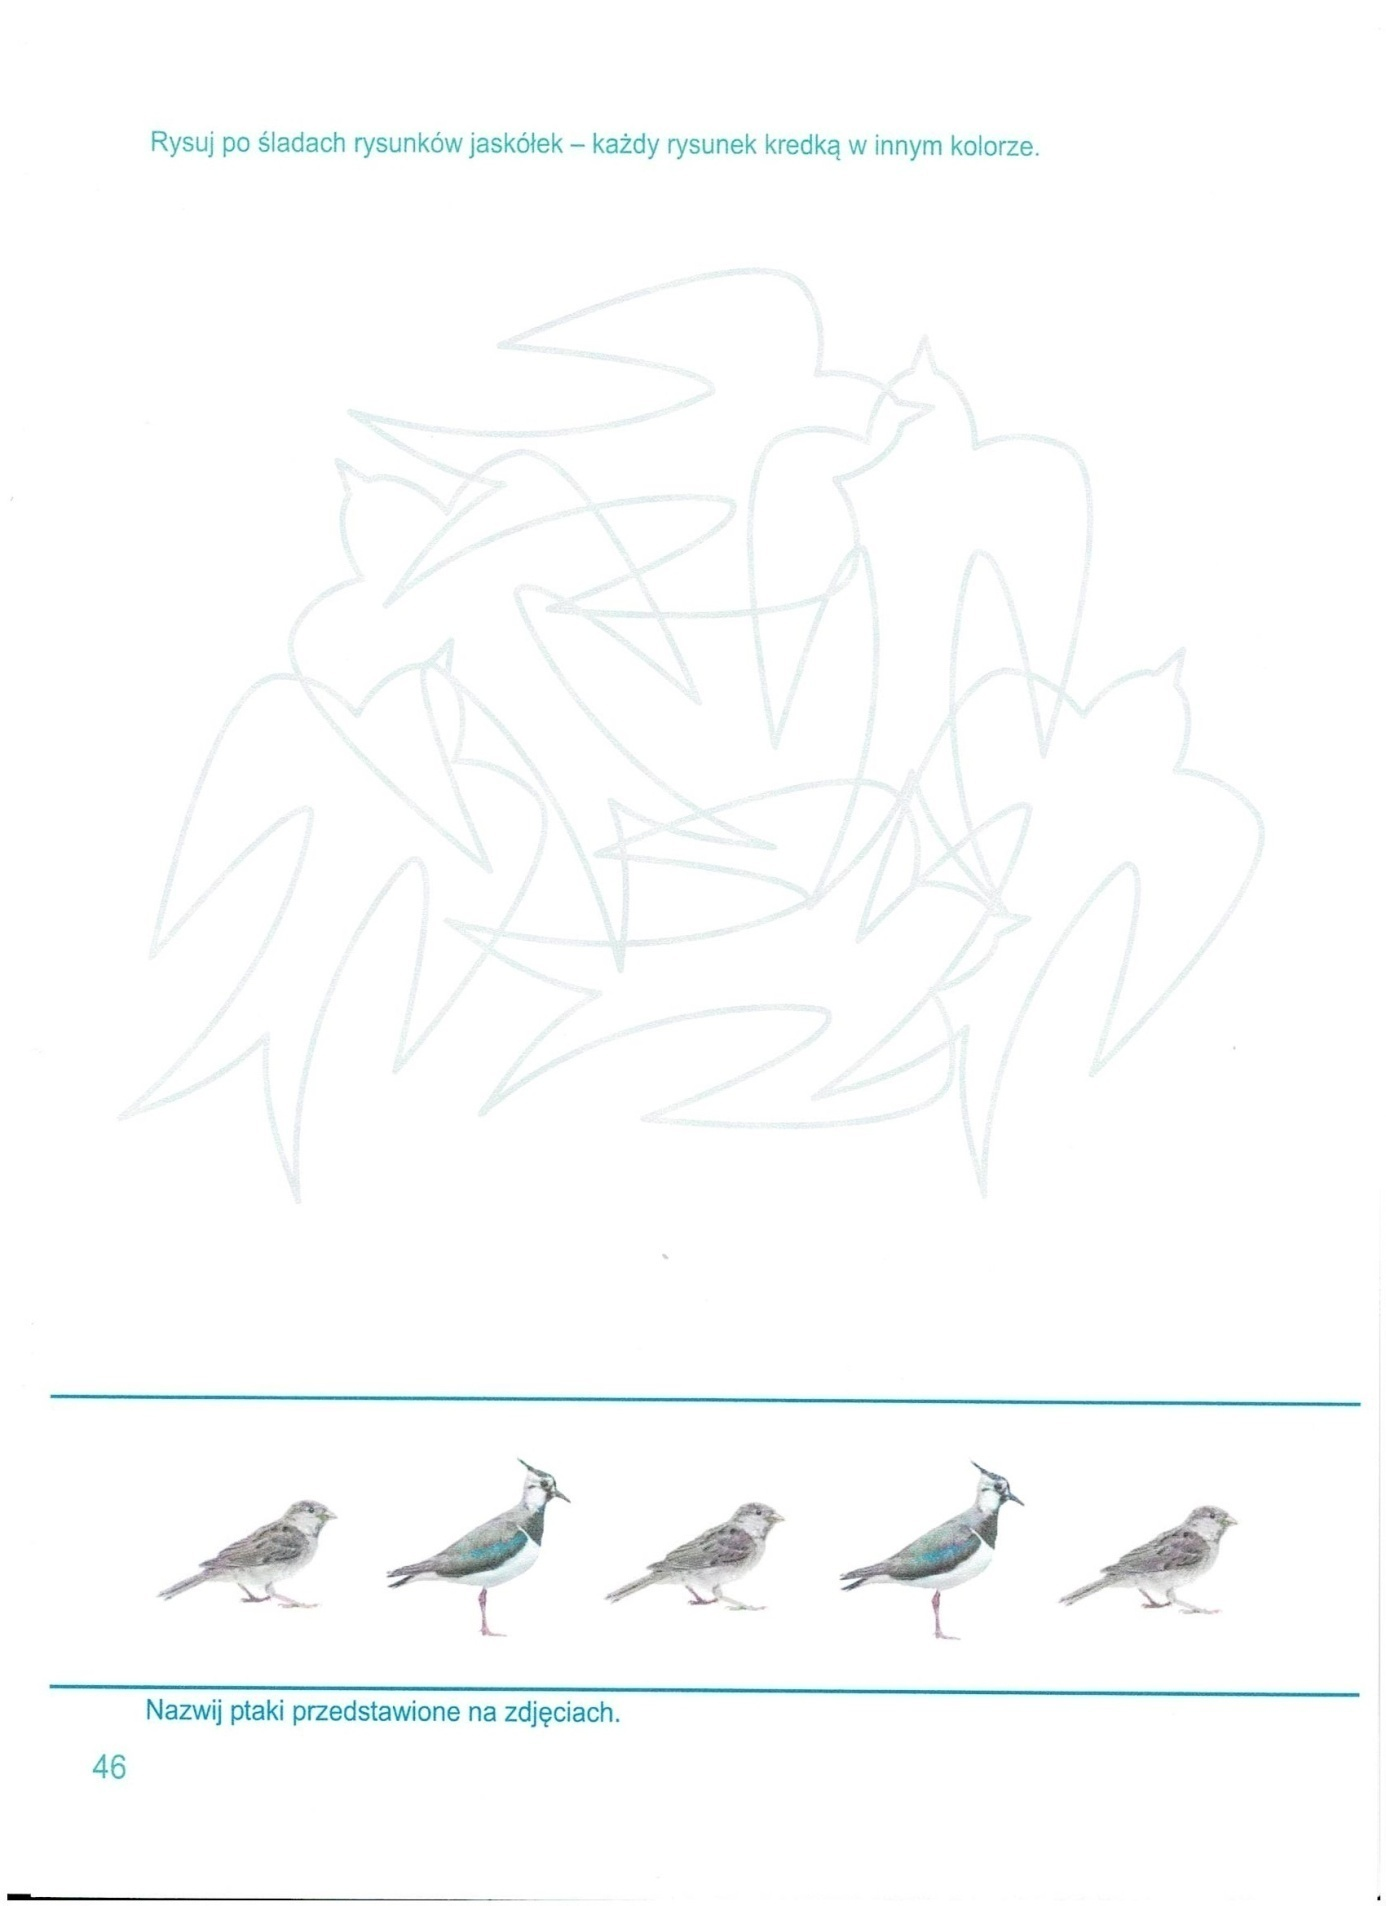 Rysuj po śladach rysunków jaskółek – każdy rysunek kredką w innym kolorze.
Nazwij ptaki przedstawione na zdjęciach.
46